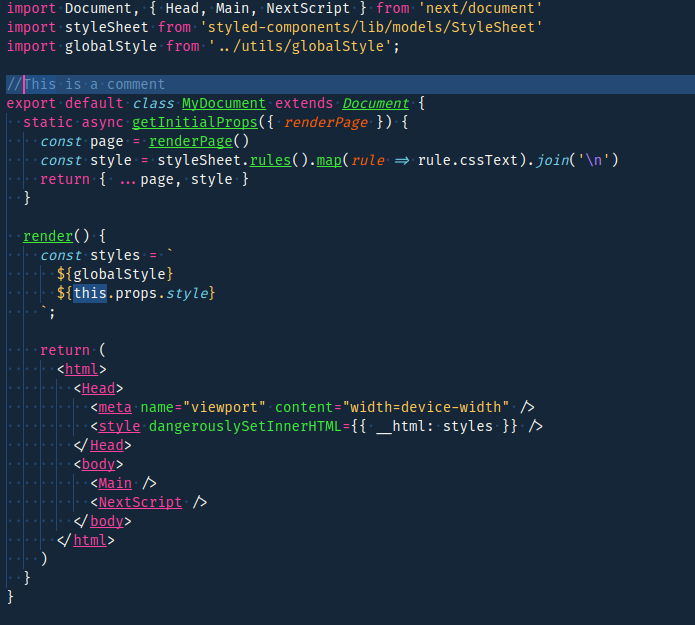 import Document, { Head, Main, NextScript } from 'next/document'
import styleSheet from 'styled-components/lib/models/StyleSheet'
import globalStyle from '../utils/globalStyle';
//This is a comment
export default class MyDocument extends Document {
  static async getInitialProps({ renderPage }) {
    const page = renderPage()
    const style = styleSheet.rules().map(rule => rule.cssText).join('\n')
    return { ...page, style }
  }
  render() {
    const styles = `
      ${globalStyle}
      ${this.props.style}
    `;
    return (
      <html>
        <Head>
          <meta name="viewport" content="width=device-width" />
          <style dangerouslySetInnerHTML={{ __html: styles }} />
        </Head>
        <body>
          <Main />
          <NextScript />
        </body>
      </html>
    )
  }
}